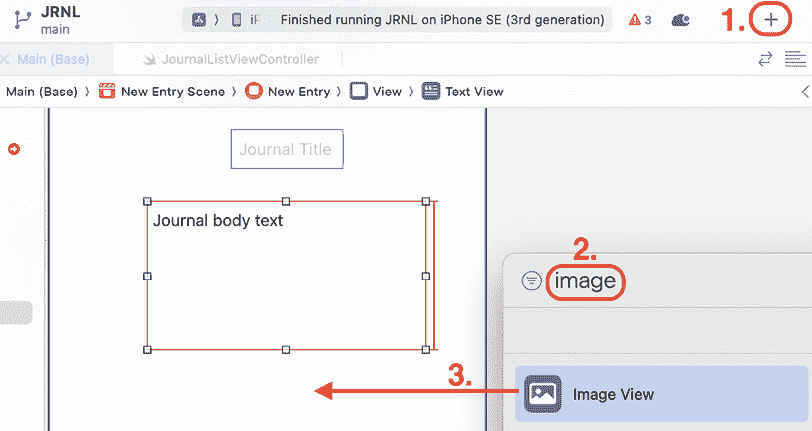 JRNL
main
iF
Finished running JRNL on iPhone SE (3rd generation)
3
1.
Main (Base)
JournalListViewController
Main (Base) New Entry Scene New Entry View Text View
Journal Title
Journal body text
2.
image
3.
Image View